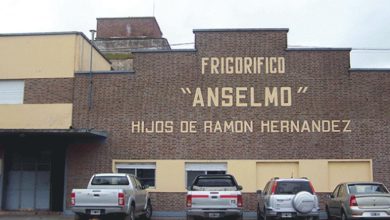 FRIGORIFICO
"ANSELMO"
HIJOS DE RAMON HERNANDEZ